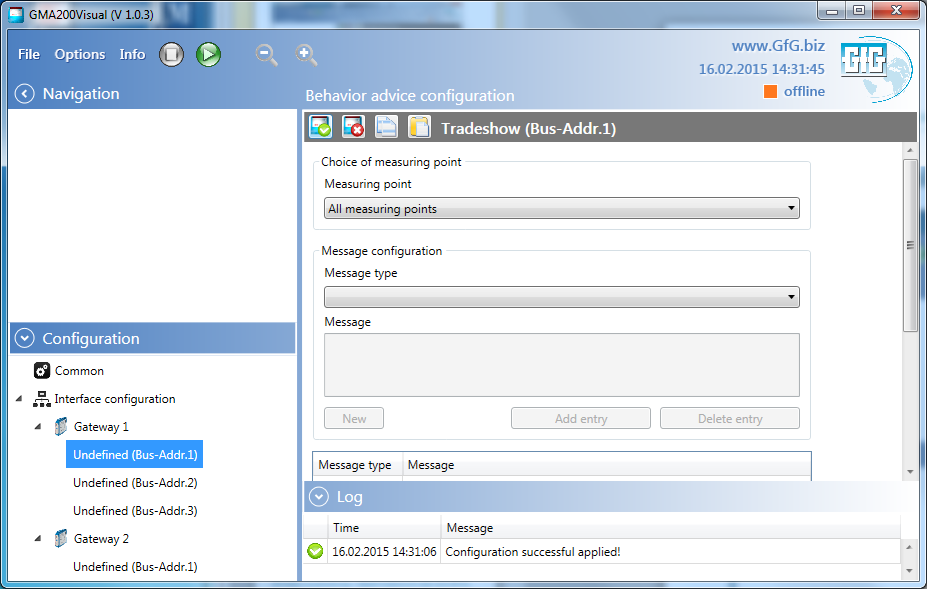 GMA200Visual (V 1.0.3)
File Options Info
www.GfG.biz
16.02.2015 14:31:45
offline
GfG
Navigation
Behavior advice configuration
Tradeshow (Bus-Addr.1)
Choice of measuring point
Measuring point
All measuring points
Message configuration
Message type
Message
New Add entry Delete entry
Message type Message
Configuration
Common
Interface configuration
Gateway 1
Undefined (Bus-Addr.1)
Undefined (Bus-Addr.2)
Undefined (Bus-Addr.3)
Gateway 2
Undefined (Bus-Addr.1)
Log
Time Message
16.02.2015 14:31:06 Configuration successful applied!